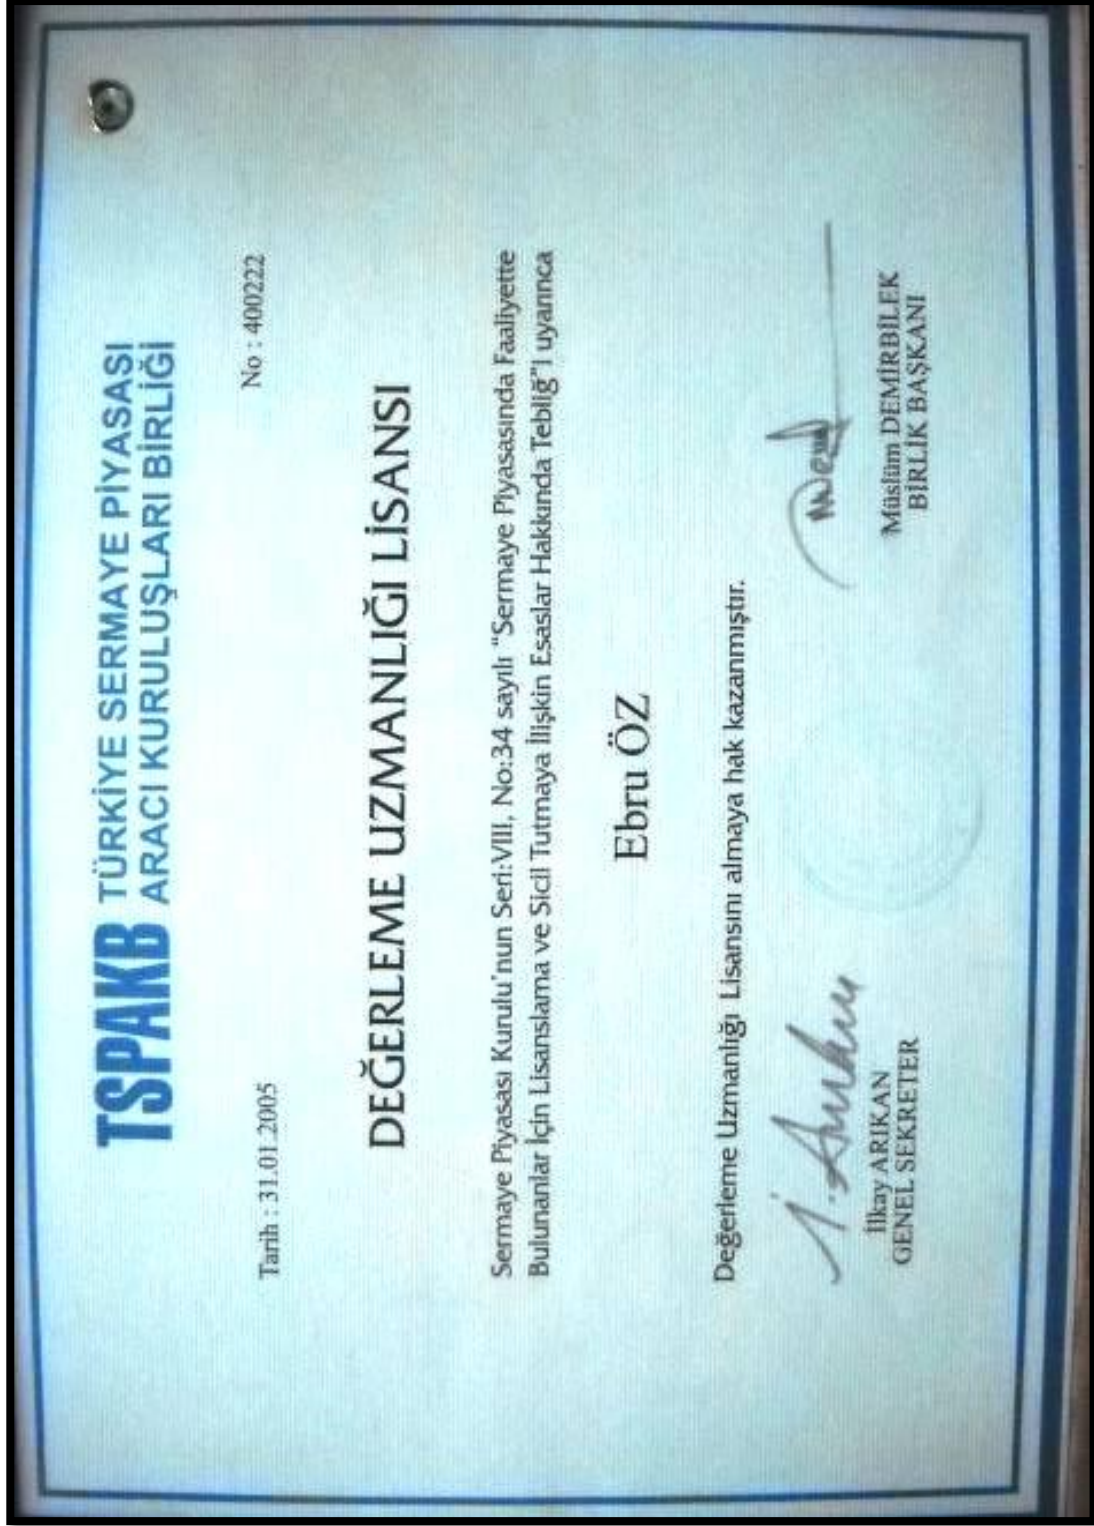 TSPAKB TÜRKİYE SERMAYE PİYASASI
ARACI KURULUŞLARI BİRLİĞİ
Tarih : 31.01.2005 No : 400222
DEĞERLEME UZMANLIĞI LİSANSI
Sermaye Piyasası Kurulu'nun Seri:VIII, No:34 sayılı "Sermaye Piyasasında Faaliyette
Bulunanlar İçin Lisanslama ve Sicil Tutmaya İlişkin Esaslar Hakkında Tebliğ"i uyarınca
Ebru ÖZ
Değerleme Uzmanlığı Lisansını almaya hak kazanmıştır.
İ. Arıkan
İlkay ARIKAN Müslüm DEMİRBİLEK
GENEL SEKRETER BİRLİK BAŞKANI